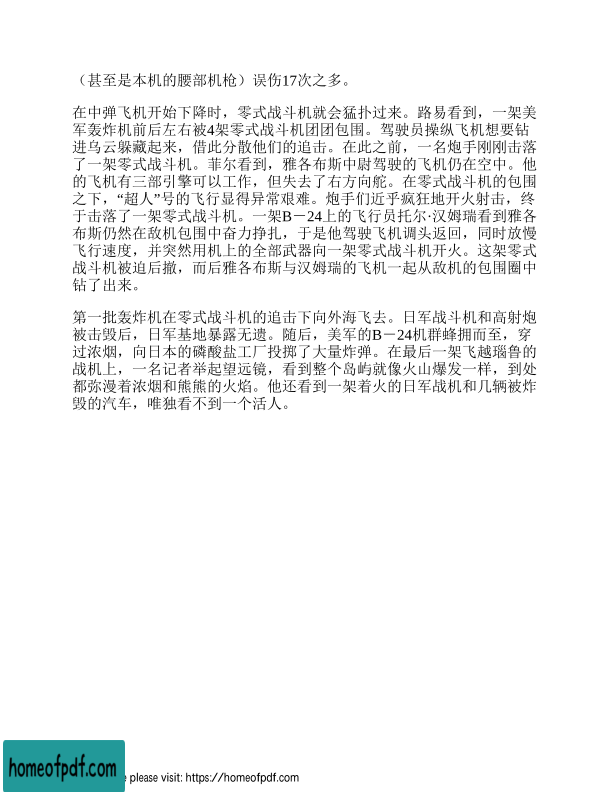 （甚至是本机的腰部机枪）误伤17次之多。
在中弹飞机开始下降时，零式战斗机就会猛扑过来。路易看到，一架美
军轰炸机前后左右被4架零式战斗机团团包围。驾驶员操纵飞机想要钻
进乌云躲藏起来，借此分散他们的追击。在此之前，一名炮手刚刚击落
了一架零式战斗机。菲尔看到，雅各布斯中尉驾驶的飞机仍在空中。他
的飞机有三部引擎可以工作，但失去了右方向舵。在零式战斗机的包围
之下，“超人”号的飞行显得异常艰难。炮手们近乎疯狂地开火射击，终
于击落了一架零式战斗机。一架B－24上的飞行员托尔·汉姆瑞看到雅各
布斯仍然在敌机包围中奋力挣扎，于是他驾驶飞机调头返回，同时放慢
飞行速度，并突然用机上的全部武器向一架零式战斗机开火。这架零式
战斗机被迫后撤，而后雅各布斯与汉姆瑞的飞机一起从敌机的包围圈中
钻了出来。
第一批轰炸机在零式战斗机的追击下向外海飞去。日军战斗机和高射炮
被击毁后，日军基地暴露无遗。随后，美军的B－24机群蜂拥而至，穿
过浓烟，向日本的磷酸盐工厂投掷了大量炸弹。在最后一架飞越瑙鲁的
战机上，一名记者举起望远镜，看到整个岛屿就像火山爆发一样，到处
都弥漫着浓烟和熊熊的火焰。他还看到一架着火的日军战机和几辆被炸
毁的汽车，唯独看不到一个活人。
homeofpdf.com
please visit: https://homeofpdf.com